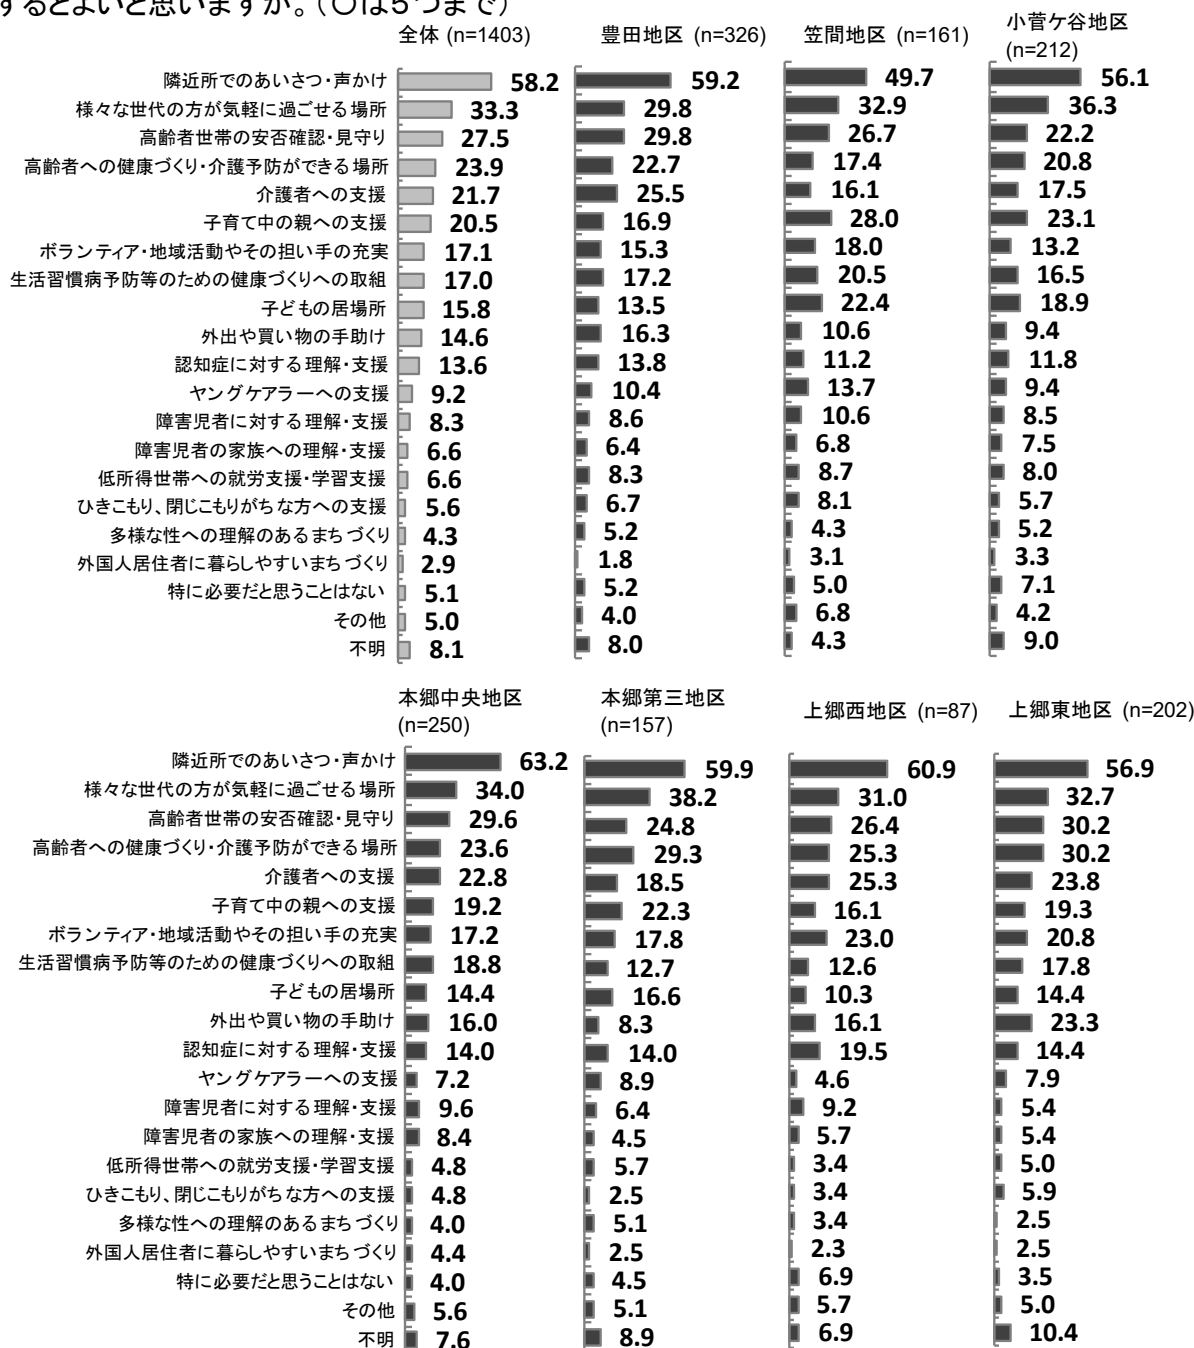 するとよいと思いますか。（〇は5つまで）
全体 (n=1403)
豊田地区 (n=326)
笠間地区 (n=161)
小菅ケ谷地区
(n=212)
隣近所でのあいさつ・声かけ 58.2 59.2 49.7 56.1
様々な世代の方が気軽に過ごせる場所 33.3 29.8 32.9 36.3
高齢者世帯の安否確認・見守り 27.5 29.8 26.7 22.2
高齢者への健康づくり・介護予防ができる場所 23.9 22.7 17.4 20.8
介護者への支援 21.7 25.5 16.1 17.5
子育て中の親への支援 20.5 16.9 28.0 23.1
ボランティア・地域活動やその担い手の充実 17.1 15.3 18.0 13.2
生活習慣病予防等のための健康づくりへの取組 17.0 17.2 20.5 16.5
子どもの居場所 15.8 13.5 22.4 18.9
外出や買い物の手助け 14.6 16.3 10.6 9.4
認知症に対する理解・支援 13.6 13.8 11.2 11.8
ヤングケアラーへの支援 9.2 10.4 13.7 9.4
障害児者に対する理解・支援 8.3 8.6 10.6 8.5
障害児者の家族への理解・支援 6.6 6.4 6.8 7.5
低所得世帯への就労支援・学習支援 6.6 8.3 8.7 8.0
ひきこもり、閉じこもりがちな方への支援 5.6 6.7 8.1 5.7
多様な性への理解のあるまちづくり 4.3 5.2 4.3 5.2
外国人居住者に暮らしやすいまちづくり 2.9 1.8 3.1 3.3
特に必要だと思うことはない 5.1 5.2 5.0 7.1
その他 5.0 4.0 6.8 4.2
不明 8.1 8.0 4.3 9.0
本郷中央地区
(n=250)
本郷第三地区
(n=157)
上郷西地区 (n=87)
上郷東地区 (n=202)
隣近所でのあいさつ・声かけ 63.2 59.9 60.9 56.9
様々な世代の方が気軽に過ごせる場所 34.0 38.2 31.0 32.7
高齢者世帯の安否確認・見守り 29.6 24.8 26.4 30.2
高齢者への健康づくり・介護予防ができる場所 23.6 29.3 25.3 30.2
介護者への支援 22.8 18.5 25.3 23.8
子育て中の親への支援 19.2 22.3 16.1 19.3
ボランティア・地域活動やその担い手の充実 17.2 17.8 23.0 20.8
生活習慣病予防等のための健康づくりへの取組 18.8 12.7 12.6 17.8
子どもの居場所 14.4 16.6 10.3 14.4
外出や買い物の手助け 16.0 8.3 16.1 23.3
認知症に対する理解・支援 14.0 14.0 19.5 14.4
ヤングケアラーへの支援 7.2 8.9 4.6 7.9
障害児者に対する理解・支援 9.6 6.4 9.2 5.4
障害児者の家族への理解・支援 8.4 4.5 5.7 5.4
低所得世帯への就労支援・学習支援 4.8 5.7 3.4 5.0
ひきこもり、閉じこもりがちな方への支援 4.8 2.5 3.4 5.9
多様な性への理解のあるまちづくり 4.0 5.1 3.4 2.5
外国人居住者に暮らしやすいまちづくり 4.4 2.5 2.3 2.5
特に必要だと思うことはない 4.0 4.5 6.9 3.5
その他 5.6 5.1 5.7 5.0
不明 7.6 8.9 6.9 10.4